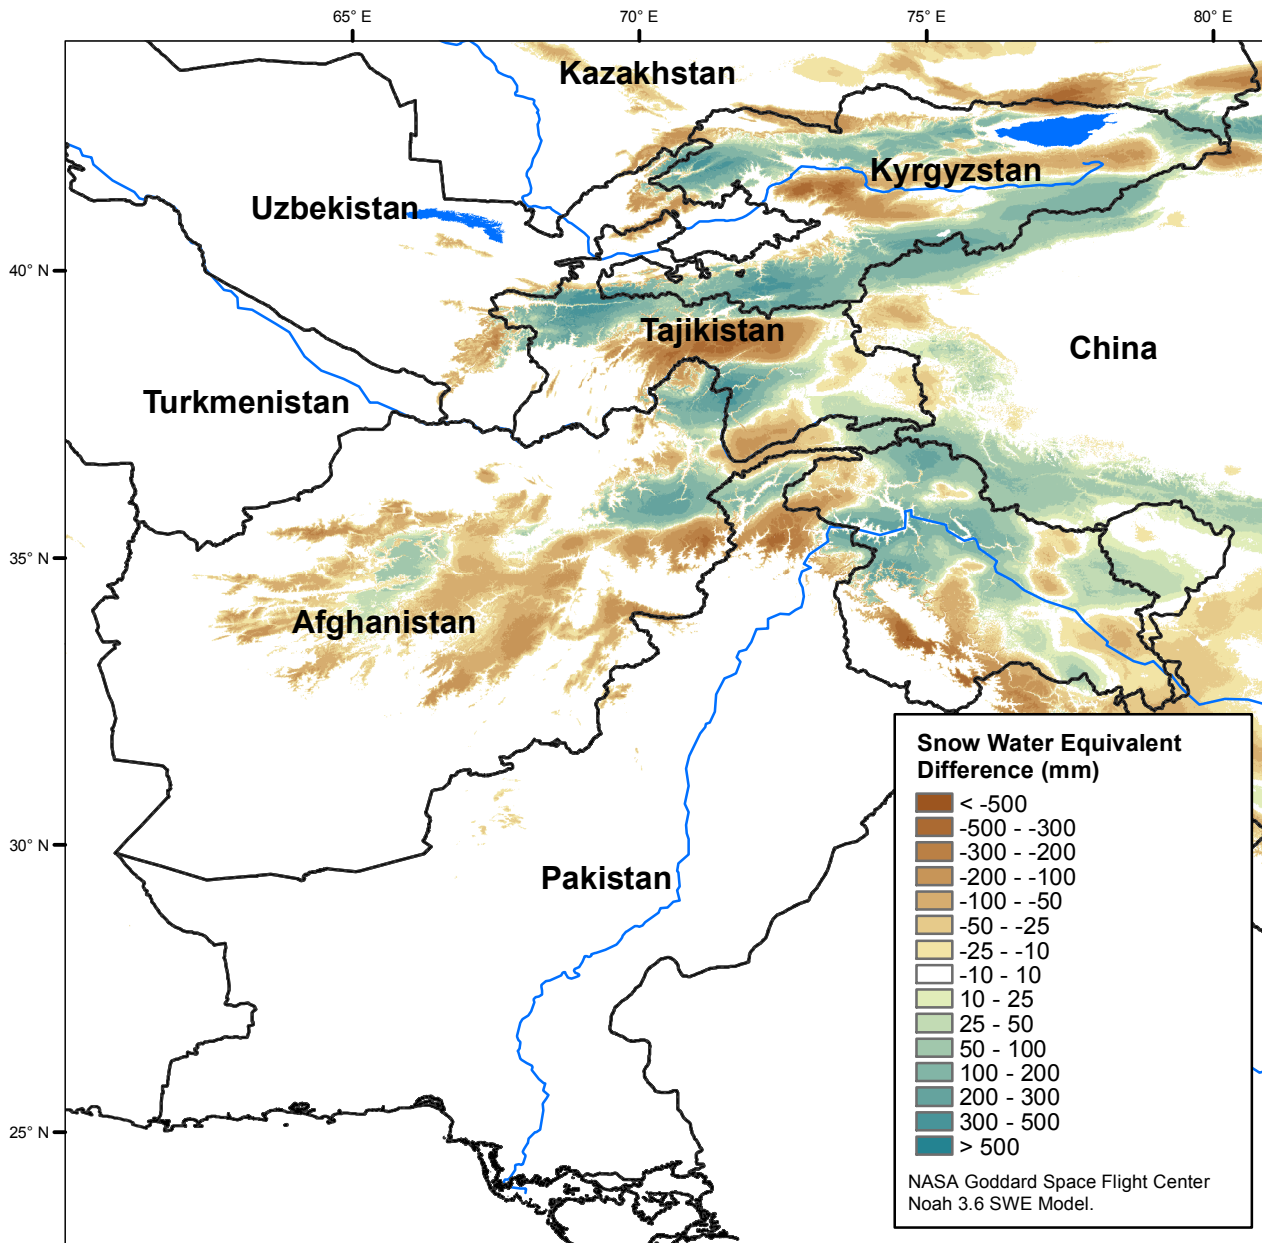 65° E
70° E
75° E
80° E
Kazakhstan
Kyrgyzstan
Uzbekistan
40° N
Tajikistan
China
Turkmenistan
35° N
Afghanistan
30° N
Pakistan
25° N
Snow Water Equivalent
Difference (mm)
< -500
-500 - -300
-300 - -200
-200 - -100
-100 - -50
-50 - -25
-25 - -10
-10 - 10
10 - 25
25 - 50
50 - 100
100 - 200
200 - 300
300 - 500
> 500
NASA Goddard Space Flight Center
Noah 3.6 SWE Model.